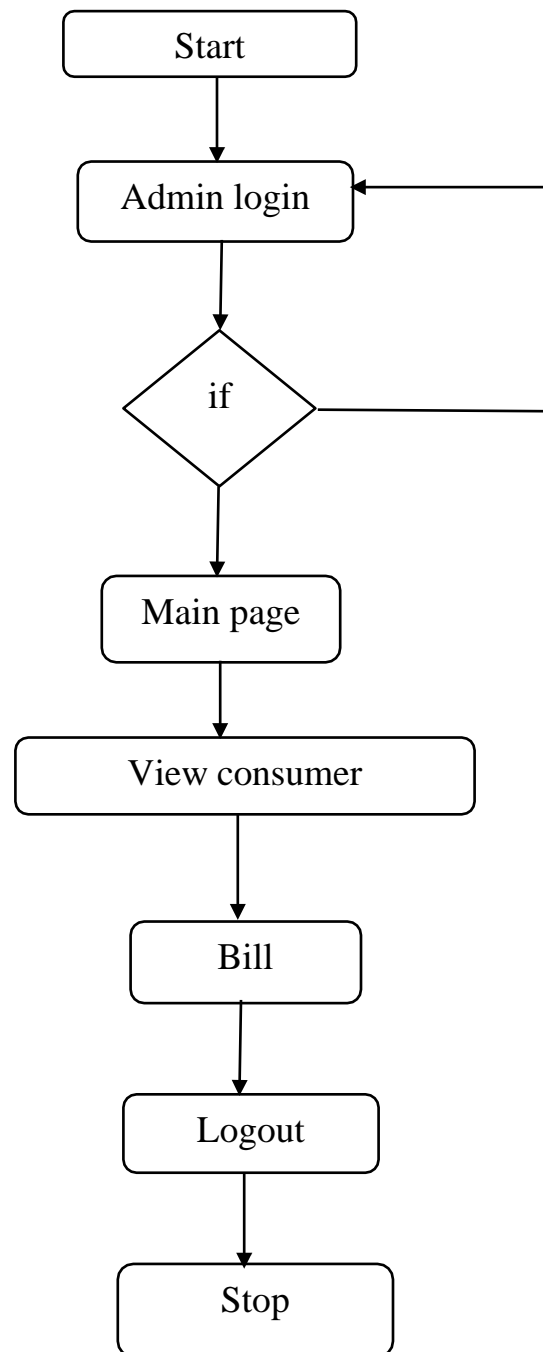 Start
Admin login
if
Main page
View consumer
Bill
Logout
Stop